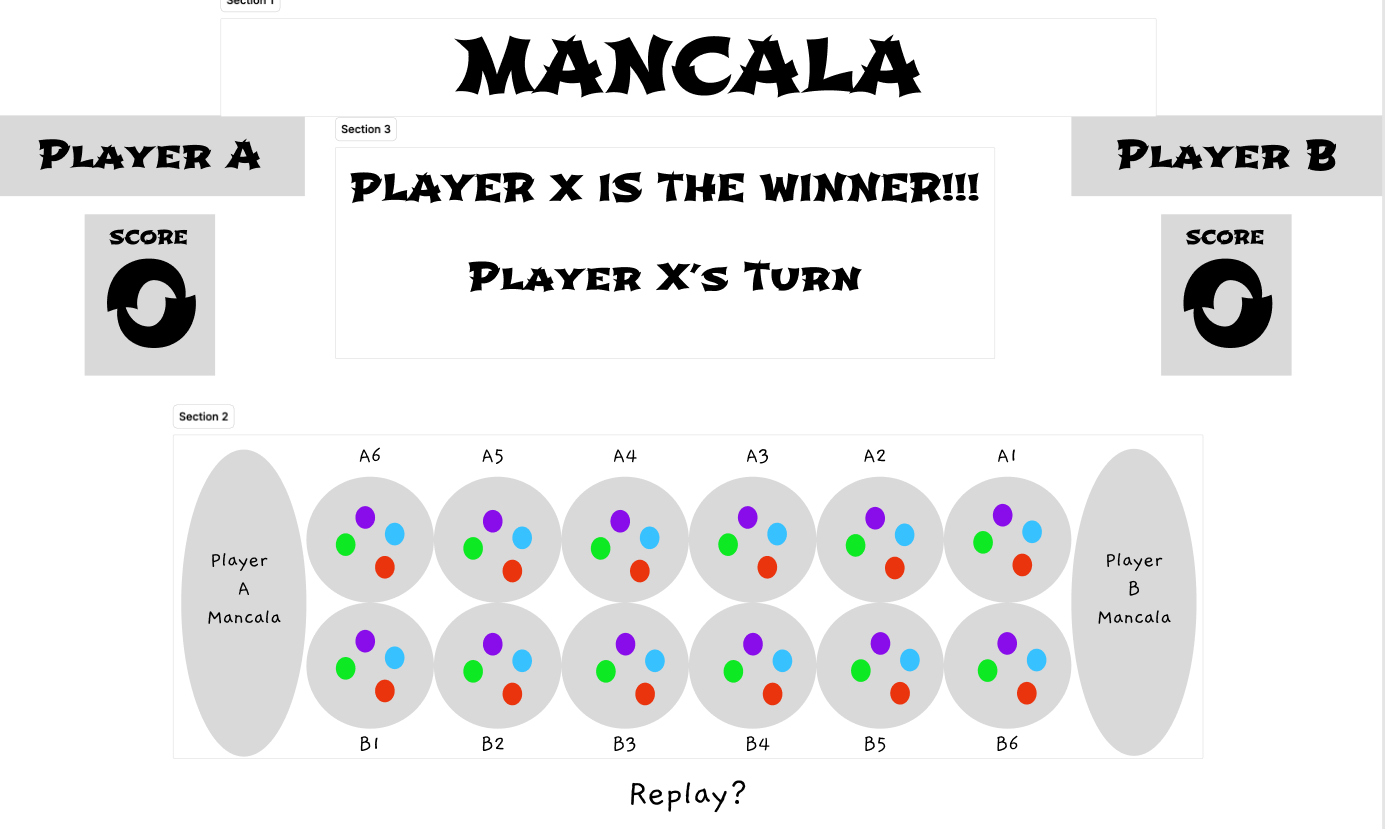 Section 1
MANCALA
Player A
Section 3
Player B
PLAYER X IS THE WINNER!!!
SCORE
0
Player X's Turn
SCORE
0
Section 2
A6 A5 A4 A3 A2 A1
Player
A
Mancala
Player
B
Mancala
B1 B2 B3 B4 B5 B6
Replay?